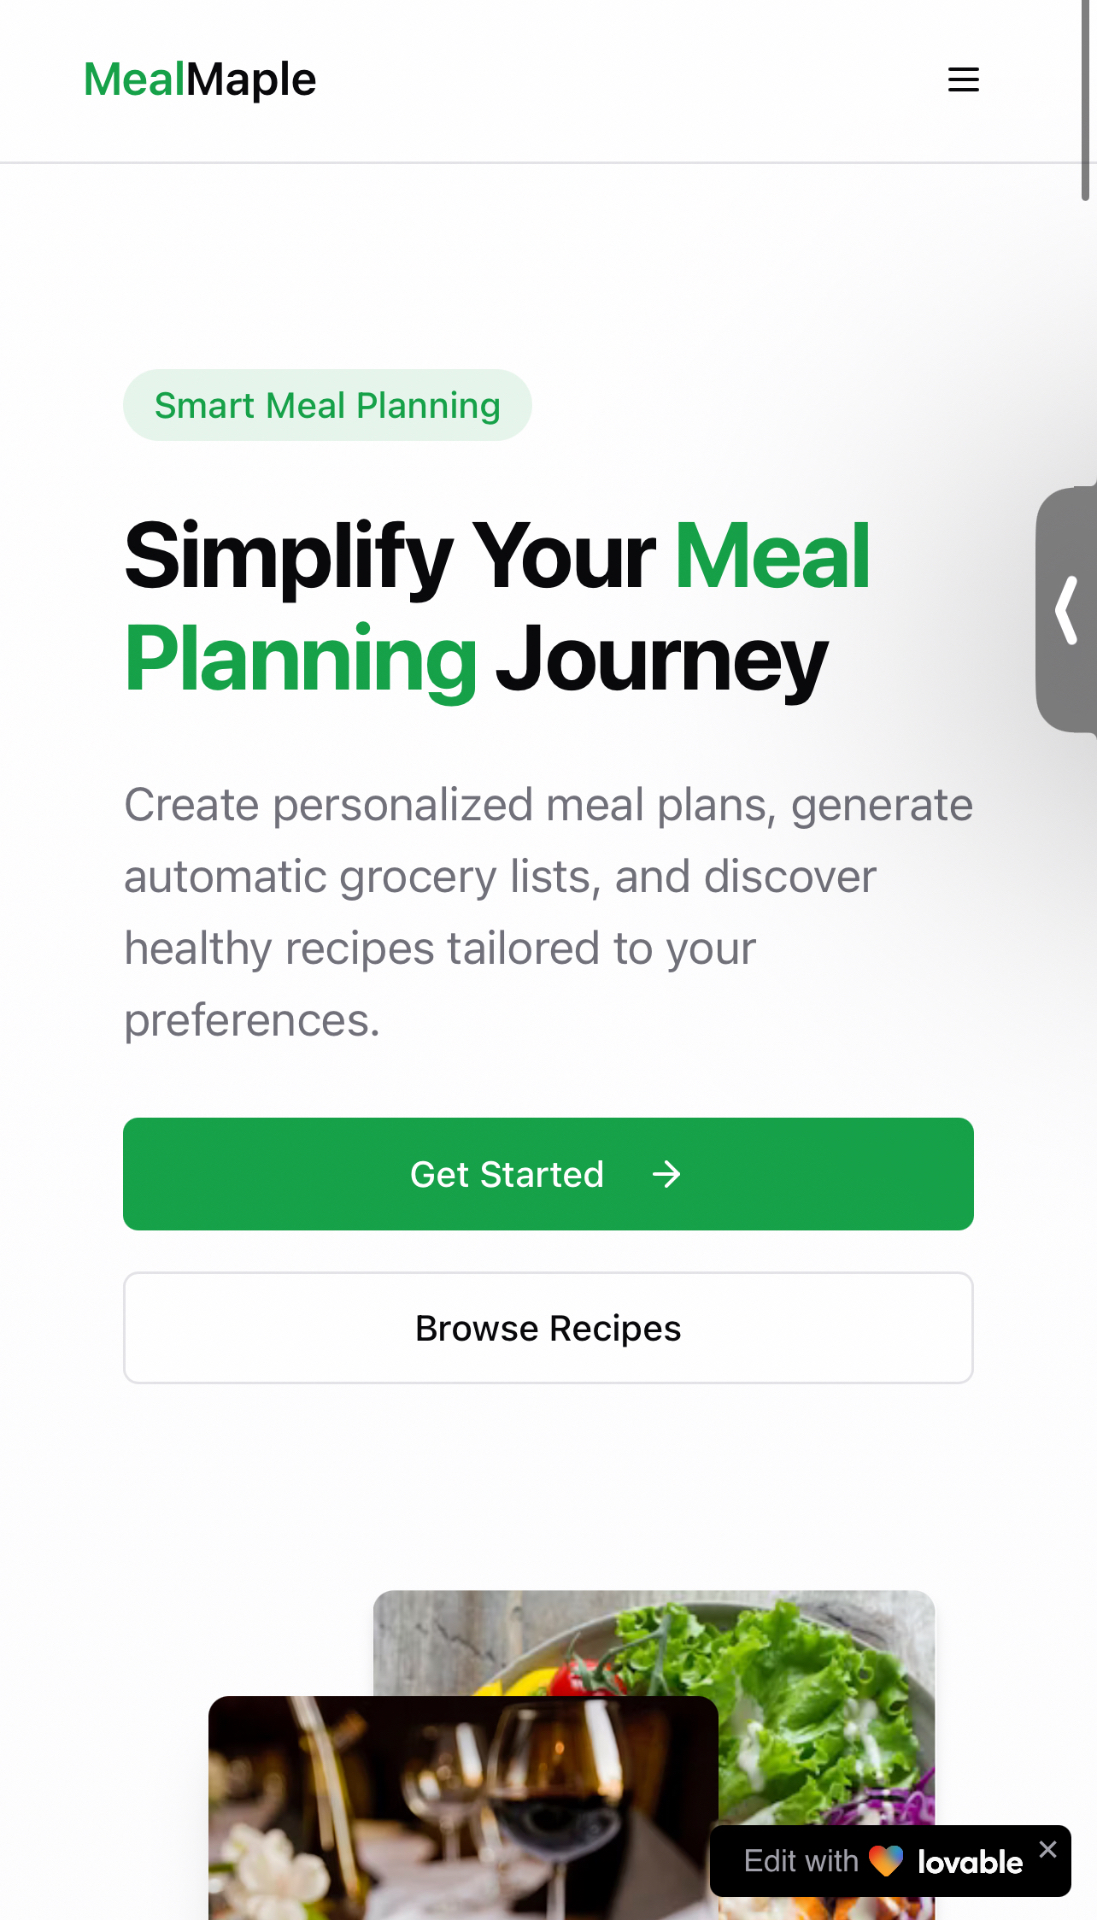 MealMaple
Smart Meal Planning
Simplify Your Meal
Planning Journey
Create personalized meal plans, generate
automatic grocery lists, and discover
healthy recipes tailored to your
preferences.
Get Started
Browse Recipes
Edit with lovable